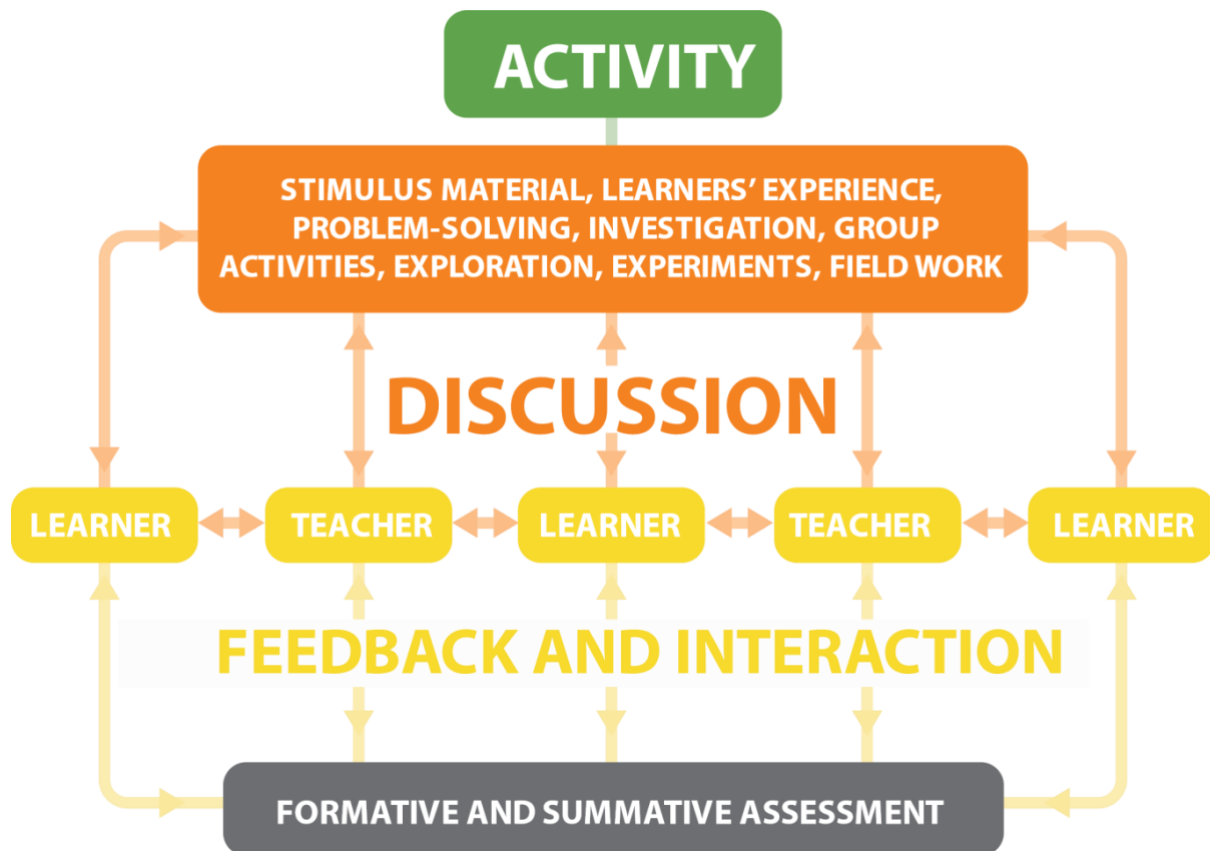 ACTIVITY
STIMULUS MATERIAL, LEARNERS’ EXPERIENCE,
PROBLEM-SOLVING, INVESTIGATION, GROUP
ACTIVITIES, EXPLORATION, EXPERIMENTS, FIELD WORK
DISCUSSION
LEARNER
TEACHER
LEARNER
TEACHER
LEARNER
FEEDBACK AND INTERACTION
FORMATIVE AND SUMMATIVE ASSESSMENT